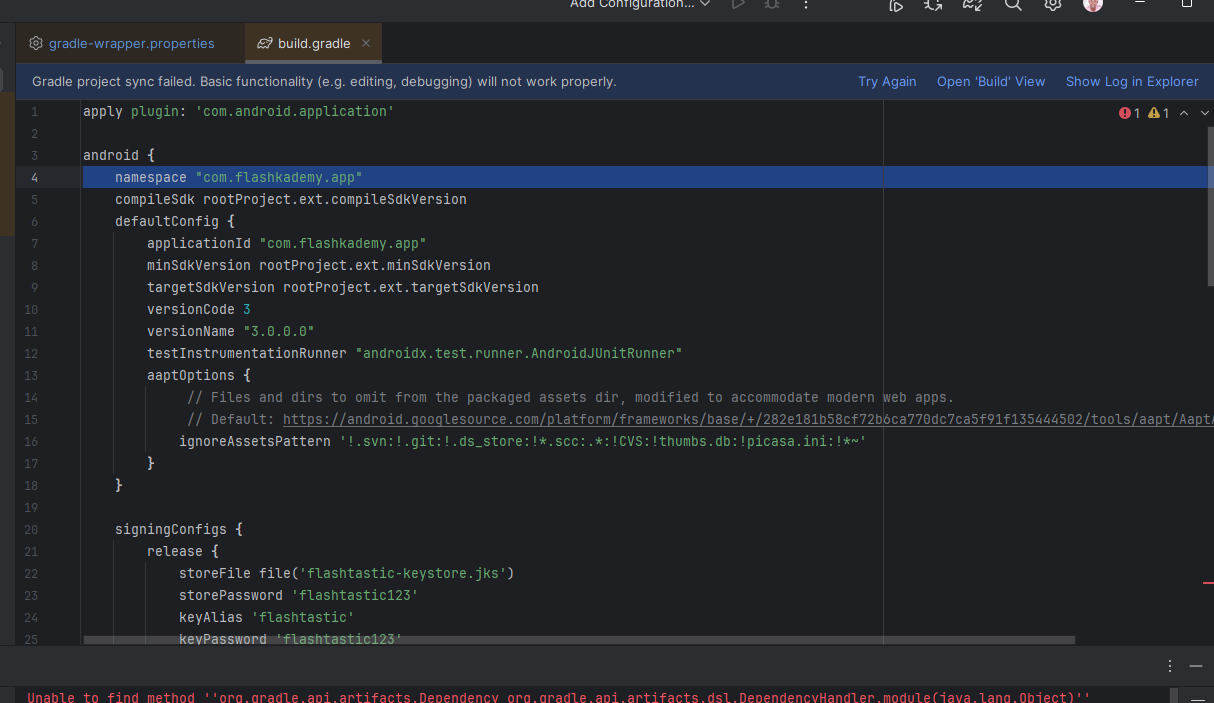 Add Configuration...
gradle-wrapper.properties
build.gradle
Gradle project sync failed. Basic functionality (e.g. editing, debugging) will not work properly.
Try Again
Open 'Build' View
Show Log in Explorer
1 apply plugin: 'com.android.application'
1 1
2
3 android {
4 namespace "com.flashkademy.app"
5 compileSdk rootProject.ext.compileSdkVersion
6 defaultConfig {
7 applicationId "com.flashkademy.app"
8 minSdkVersion rootProject.ext.minSdkVersion
9 targetSdkVersion rootProject.ext.targetSdkVersion
10 versionCode 3
11 versionName "3.0.0.0"
12 testInstrumentationRunner "androidx.test.runner.AndroidJUnitRunner"
13 aaptOptions {
14 // Files and dirs to omit from the packaged assets dir, modified to accommodate modern web apps.
15 // Default: https://android.googlesource.com/platform/frameworks/base/+/282e181b58cf72b6ca770dc7ca5f91f135444502/tools/aapt/Aapt/
16 ignoreAssetsPattern '!.svn:!.git:!.ds_store:!*.scc:.*:!CVS:!thumbs.db:!picasa.ini:!*~'
17 }
18 }
19
20 signingConfigs {
21 release {
22 storeFile file('flashtastic-keystore.jks')
23 storePassword 'flashtastic123'
24 keyAlias 'flashtastic'
25 keyPassword 'flashtastic123'
Unable to find method ''org.gradle.api.artifacts.Dependency org.gradle.api.artifacts.dsl.DependencyHandler.module(java.lang.Object)''